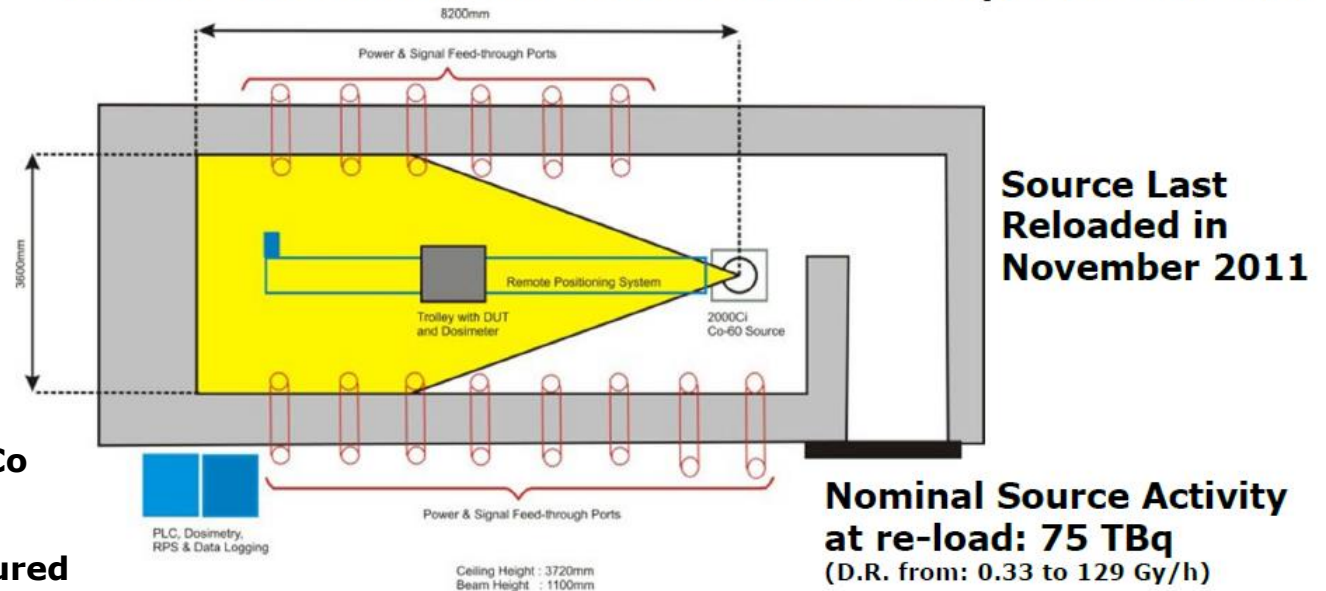 8200mm
Power & Signal Feed-through Ports
3600mm
Source Last
Reloaded in
November 2011
Remote Positioning System
Trolley with DUT
and Dosimeter
2000Ci
Co-60 Source
PLC, Dosimetry,
RPS & Data Logging
Power & Signal Feed-through Ports
Nominal Source Activity
at re-load: 75 TBq
(D.R. from: 0.33 to 129 Gy/h)
Ceiling Height : 3720mm
Beam Height : 1100mm